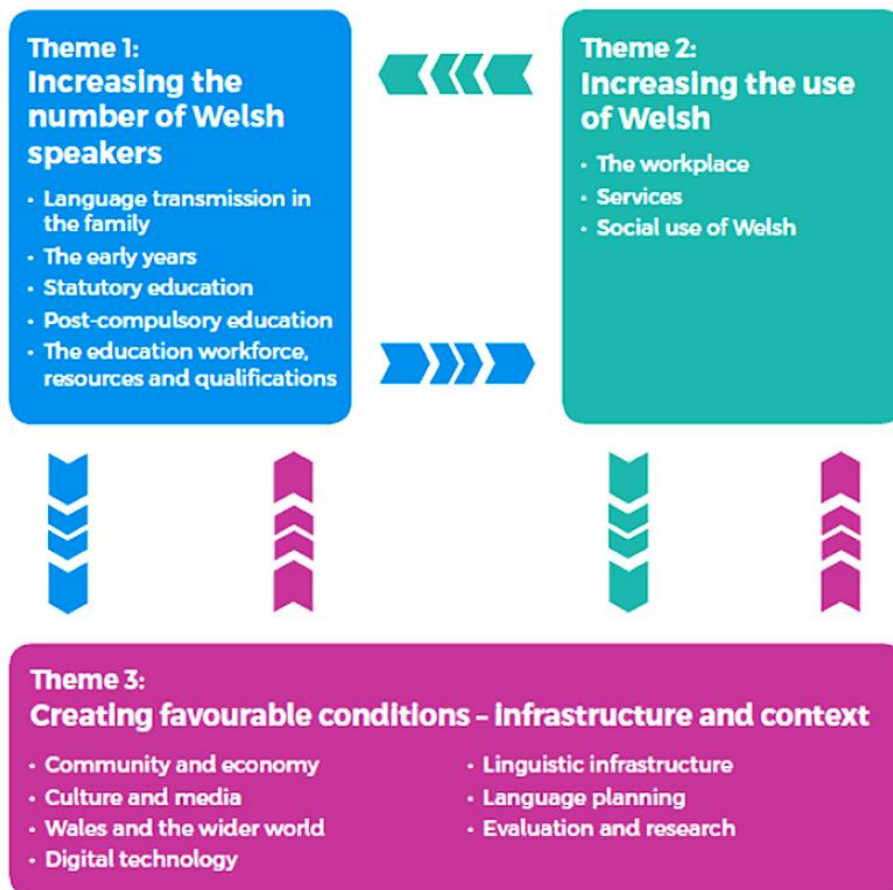 Theme 1:
Increasing the
number of Welsh
speakers
• Language transmission in
the family
• The early years
• Statutory education
• Post-compulsory education
• The education workforce,
resources and qualifications
Theme 2:
Increasing the use
of Welsh
• The workplace
• Services
• Social use of Welsh
Theme 3:
Creating favourable conditions – infrastructure and context
• Community and economy
• Culture and media
• Wales and the wider world
• Digital technology
• Linguistic infrastructure
• Language planning
• Evaluation and research